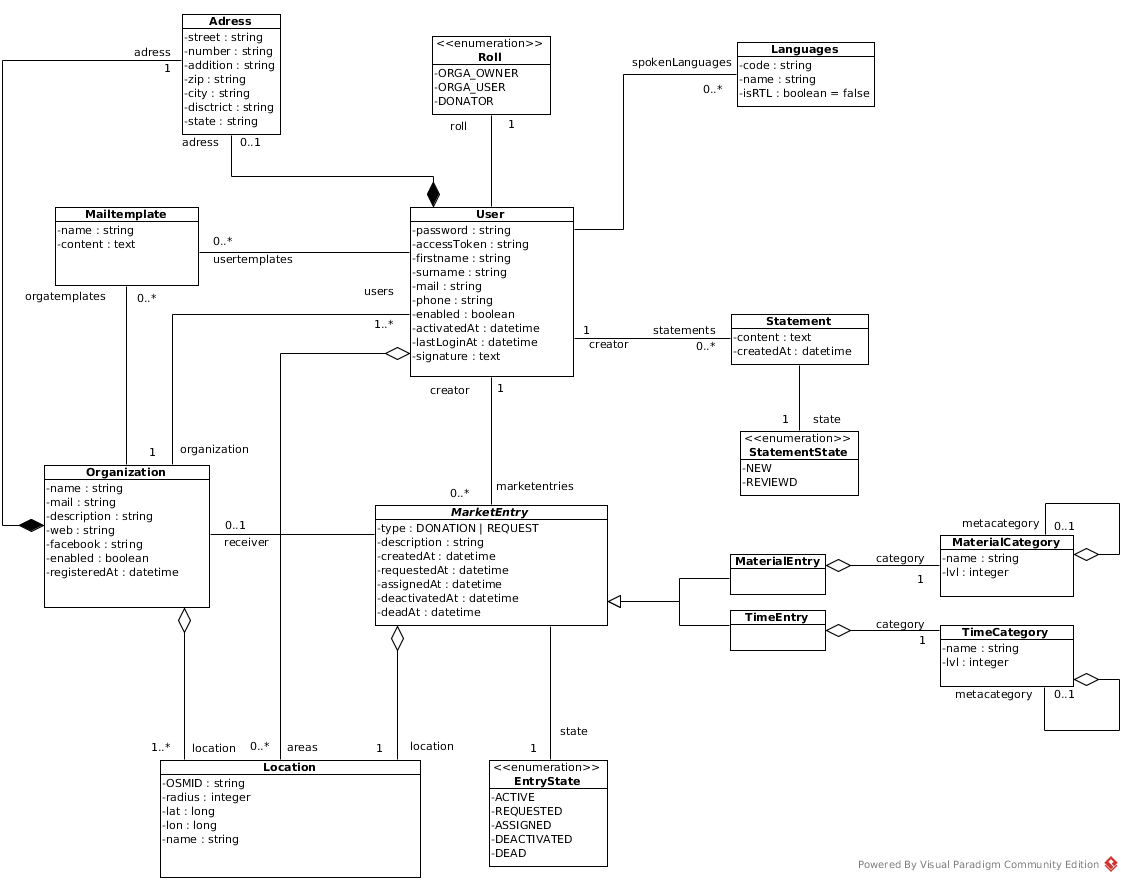 Adress
-street : string
-number : string
-addition : string
-zip : string
-city : string
-disctrict : string
-state : string
adress
1
adress 0..1
<<enumeration>>
Roll
-ORGA_OWNER
-ORGA_USER
-DONATOR
roll 1
Languages
-code : string
-name : string
-isRTL : boolean = false
spokenLanguages
0..*
Mailtemplate
-name : string
-content : text
0..*
usertemplates
orgatemplates 0..*
User
-password : string
-accessToken : string
-firstname : string
-surname : string
-mail : string
-phone : string
-enabled : boolean
-activatedAt : datetime
-lastLoginAt : datetime
-signature : text
users
1..*
1 statements
creator 0..*
Statement
-content : text
-createdAt : datetime
1 state
<<enumeration>>
StatementState
-NEW
-REVIEWD
creator 1
1 organization
Organization
-name : string
-mail : string
-description : string
-web : string
-facebook : string
-enabled : boolean
-registeredAt : datetime
0..1
receiver
0..* marketentries
MarketEntry
-type : DONATION | REQUEST
-description : string
-createdAt : datetime
-requestedAt : datetime
-assignedAt : datetime
-deactivatedAt : datetime
-deadAt : datetime
MaterialEntry
category
1
metacategory 0..1
MaterialCategory
-name : string
-lvl : integer
TimeEntry
category
1
TimeCategory
-name : string
-lvl : integer
metacategory 0..1
1..* location
0..* areas
1 location
state
1
Location
-OSMID : string
-radius : integer
-lat : long
-lon : long
-name : string
<<enumeration>>
EntryState
-ACTIVE
-REQUESTED
-ASSIGNED
-DEACTIVATED
-DEAD
Powered By Visual Paradigm Community Edition